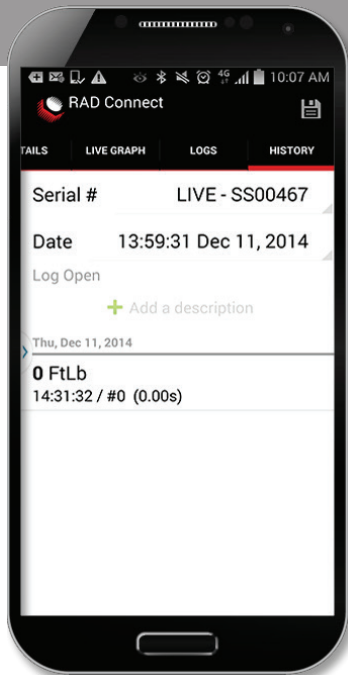 4G 10:07 AM
RAD Connect
TAILS LIVE GRAPH LOGS HISTORY
Serial # LIVE - SS00467
Date 13:59:31 Dec 11, 2014
Log Open
+ Add a description
Thu, Dec 11, 2014
0 FtLb
14:31:32 / #0 (0.00s)